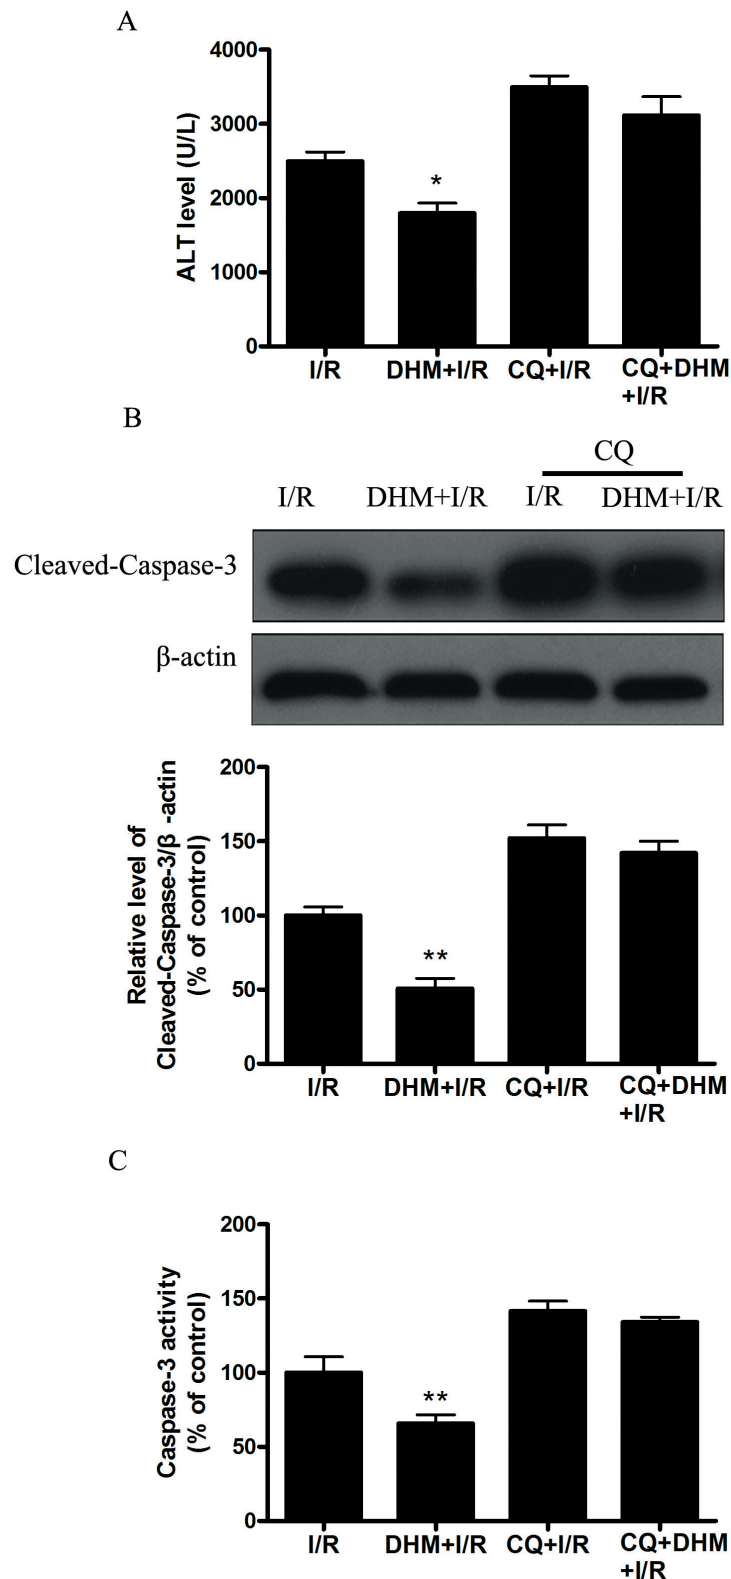 A
4000
3000
2000
1000
0
ALT level (U/L)
*
I/R
DHM+I/R
CQ+I/R
CQ+DHM
+I/R
B
CQ
I/R
DHM+I/R
I/R
DHM+I/R
Cleaved-Caspase-3
β-actin
200
150
100
50
0
Relative level of
Cleaved-Caspase-3/β -actin
(% of control)
**
I/R
DHM+I/R
CQ+I/R
CQ+DHM
+I/R
C
200
150
100
50
0
Caspase-3 activity
(% of control)
**
I/R
DHM+I/R
CQ+I/R
CQ+DHM
+I/R